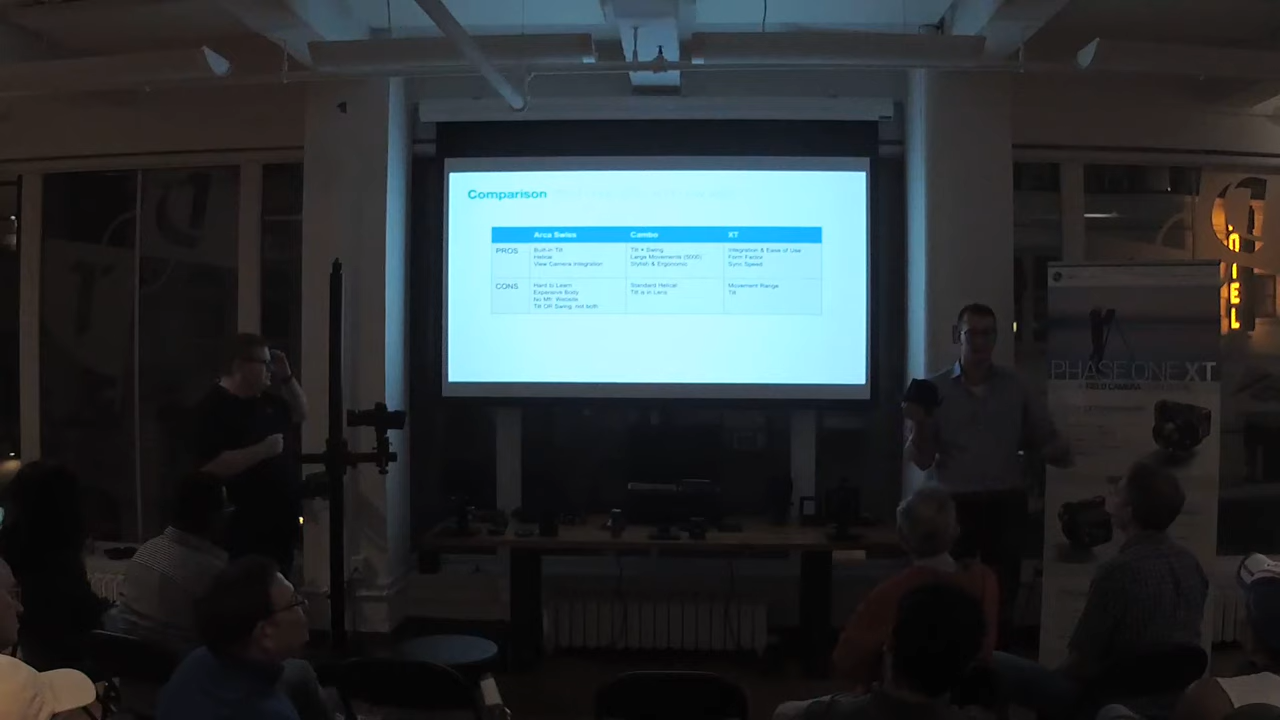 Comparison
Arca Swiss Cambo XT
PROS
Built-in Tilt
Helical
View Camera Integration
Tilt + Swing
Large Movements (5000)
Stylish & Ergonomic
Integration & Ease of Use
Form Factor
Sync Speed
CONS
Hard to Learn
Expensive Body
Tilt OR Swing, not both
Standard Helical
Tilt is in Lens
Movement Range
Tilt
PHASE ONE XT
FIELD CAMERA